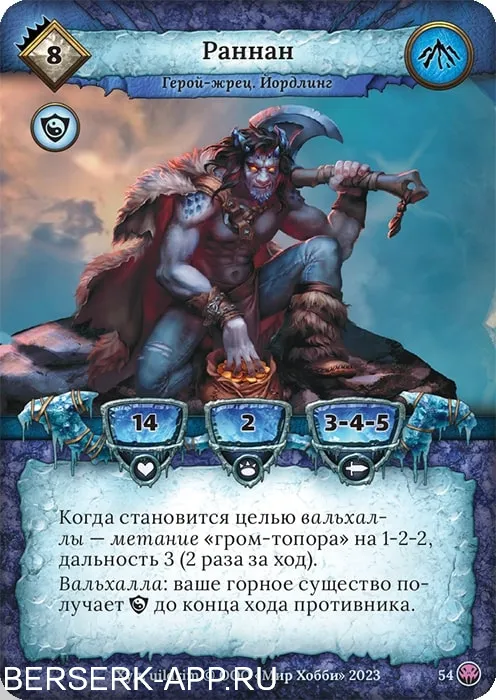 8
Раннан
Герой-жрец. Йордлинг
14
2
3-4-5
Когда становится целью вальхал-
лы — метание «гром-топора» на 1-2-2,
дальность 3 (2 раза за ход).
Вальхалла: ваше горное существо по-
лучает до конца хода противника.
«Мир Хобби» 2023
54
BERSERK-APP.RU